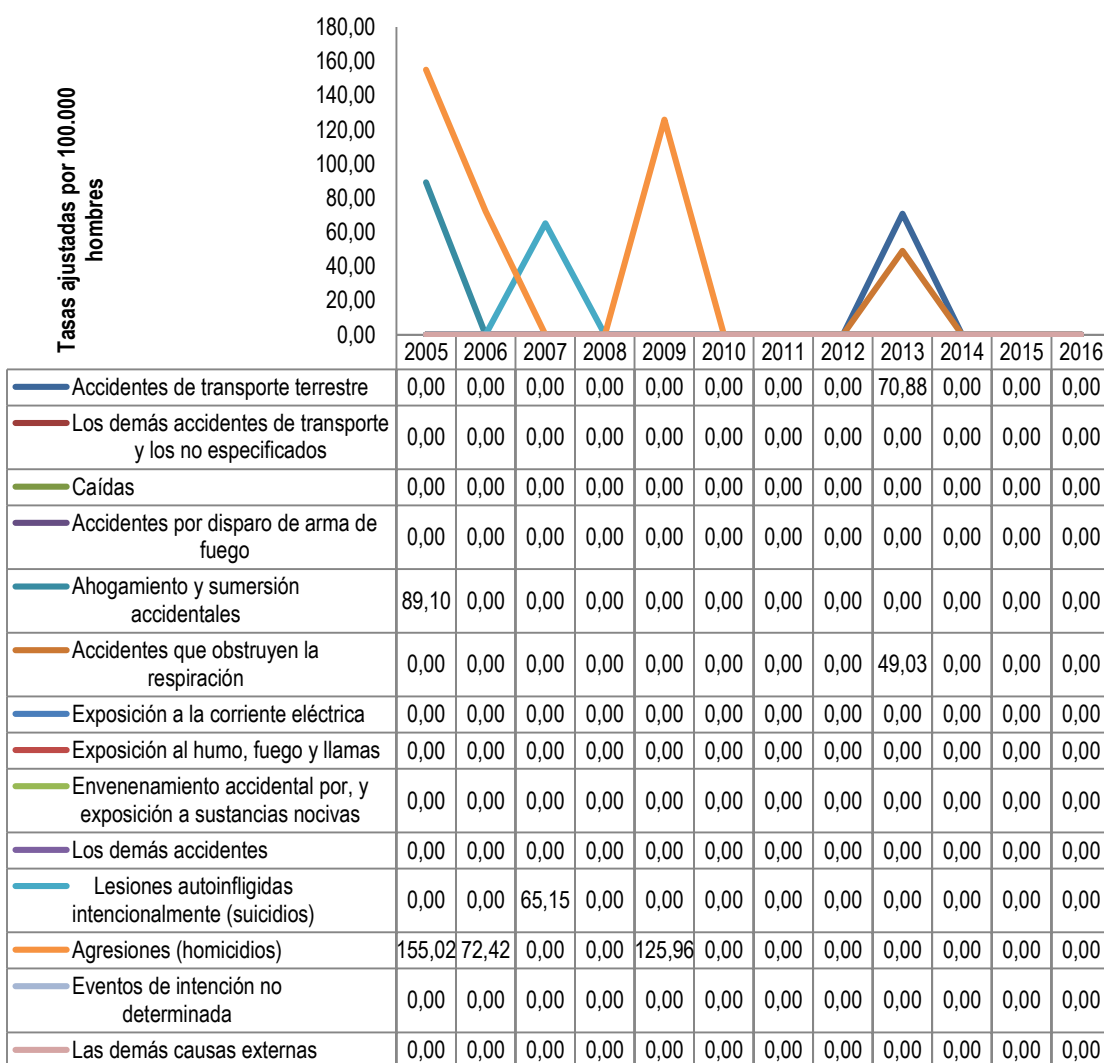 Tasas ajustadas por 100.000
hombres
180,00
160,00
140,00
120,00
100,00
80,00
60,00
40,00
20,00
0,00
2005 2006 2007 2008 2009 2010 2011 2012 2013 2014 2015 2016
Accidentes de transporte terrestre 0,00 0,00 0,00 0,00 0,00 0,00 0,00 0,00 70,88 0,00 0,00 0,00
Los demás accidentes de transporte
y los no especificados 0,00 0,00 0,00 0,00 0,00 0,00 0,00 0,00 0,00 0,00 0,00 0,00
Caídas 0,00 0,00 0,00 0,00 0,00 0,00 0,00 0,00 0,00 0,00 0,00 0,00
Accidentes por disparo de arma de
fuego 0,00 0,00 0,00 0,00 0,00 0,00 0,00 0,00 0,00 0,00 0,00 0,00
Ahogamiento y sumersión
accidentales 89,10 0,00 0,00 0,00 0,00 0,00 0,00 0,00 0,00 0,00 0,00 0,00
Accidentes que obstruyen la
respiración 0,00 0,00 0,00 0,00 0,00 0,00 0,00 0,00 49,03 0,00 0,00 0,00
Exposición a la corriente eléctrica 0,00 0,00 0,00 0,00 0,00 0,00 0,00 0,00 0,00 0,00 0,00 0,00
Exposición al humo, fuego y llamas 0,00 0,00 0,00 0,00 0,00 0,00 0,00 0,00 0,00 0,00 0,00 0,00
Envenenamiento accidental por, y
exposición a sustancias nocivas 0,00 0,00 0,00 0,00 0,00 0,00 0,00 0,00 0,00 0,00 0,00 0,00
Los demás accidentes 0,00 0,00 0,00 0,00 0,00 0,00 0,00 0,00 0,00 0,00 0,00 0,00
Lesiones autoinfligidas
intencionalmente (suicidios) 0,00 0,00 65,15 0,00 0,00 0,00 0,00 0,00 0,00 0,00 0,00 0,00
Agresiones (homicidios) 155,02 72,42 0,00 0,00 125,96 0,00 0,00 0,00 0,00 0,00 0,00 0,00
Eventos de intención no
determinada 0,00 0,00 0,00 0,00 0,00 0,00 0,00 0,00 0,00 0,00 0,00 0,00
Las demás causas externas 0,00 0,00 0,00 0,00 0,00 0,00 0,00 0,00 0,00 0,00 0,00 0,00